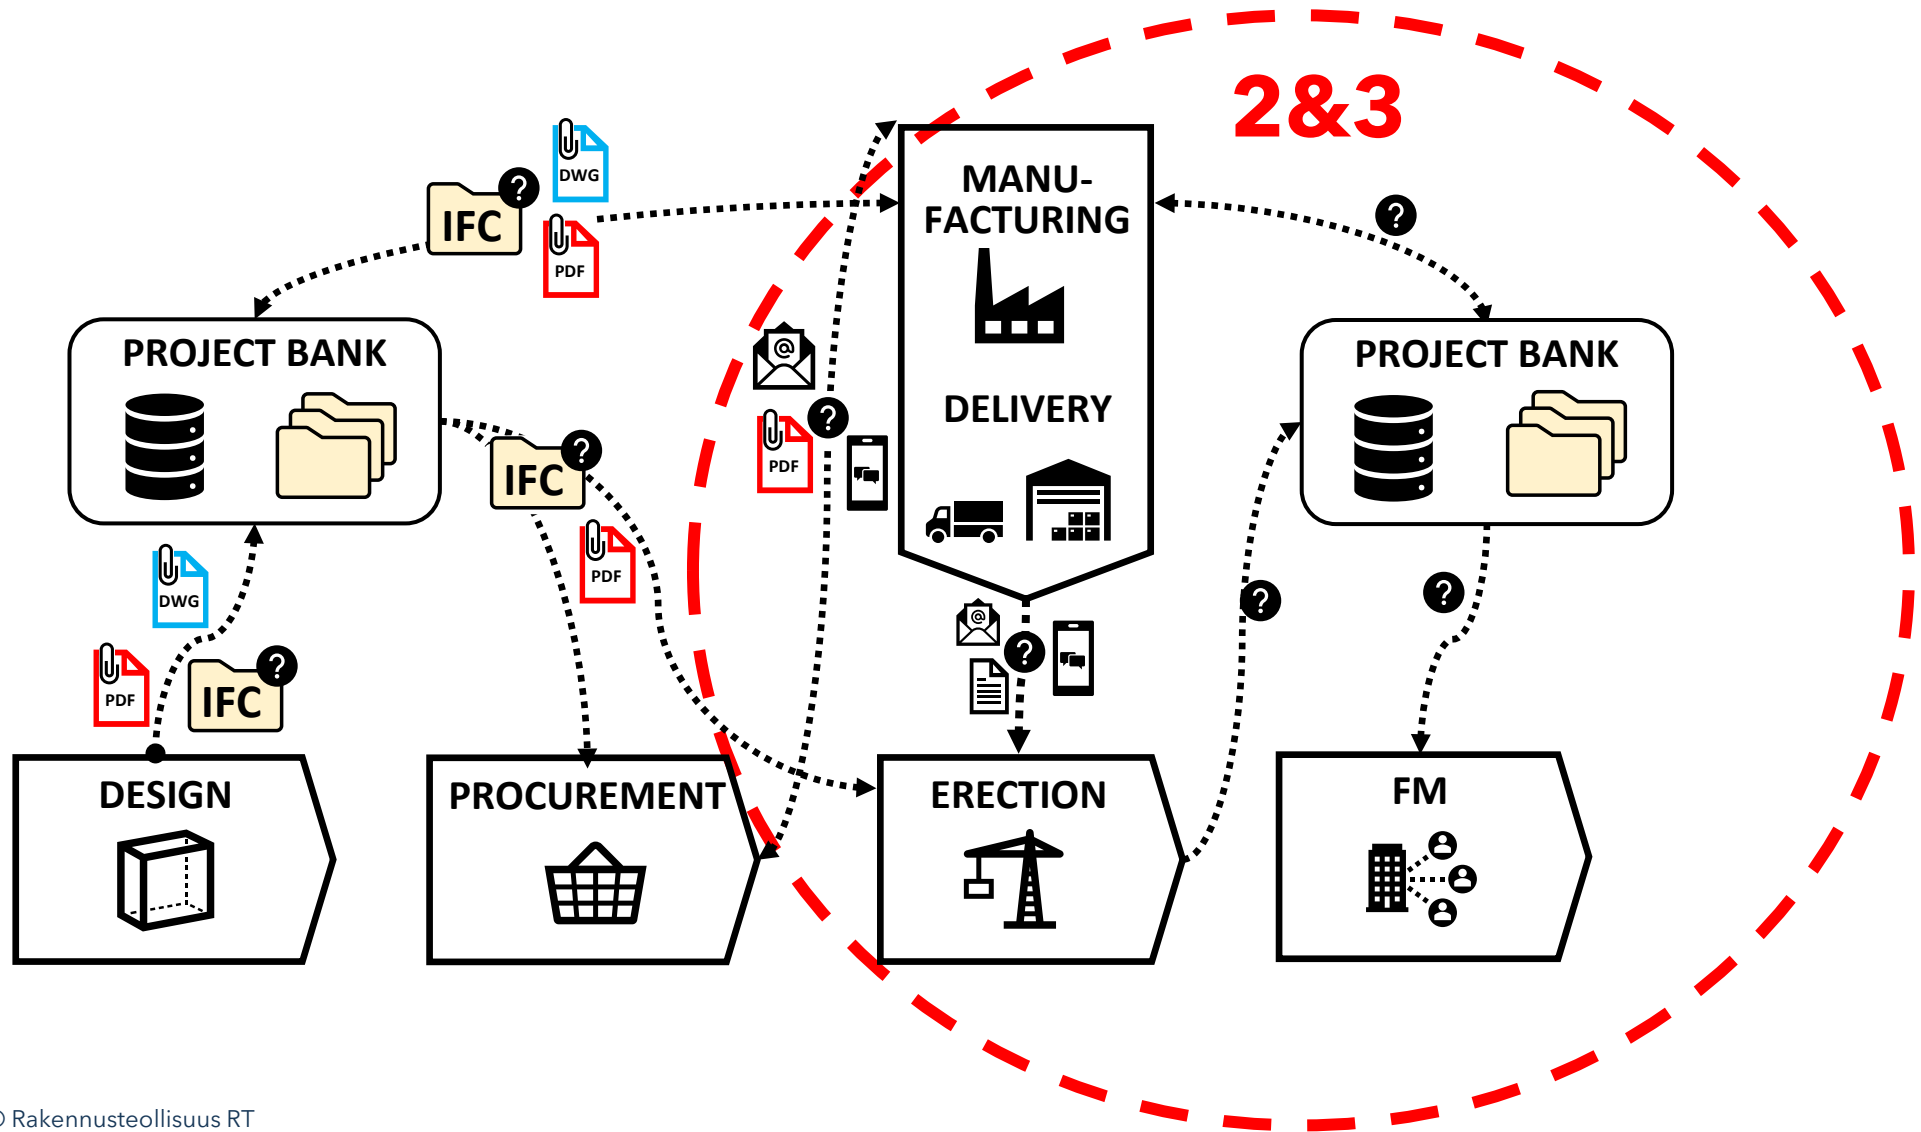 2&3
MANU-
FACTURING
DELIVERY
DWG
IFC
?
PDF
?
PROJECT BANK
PROJECT BANK
@
PDF
?
IFC
?
PDF
DWG
PDF
IFC
?
@
?
?
?
DESIGN
PROCUREMENT
ERECTION
FM
© Rakennusteollisuus RT